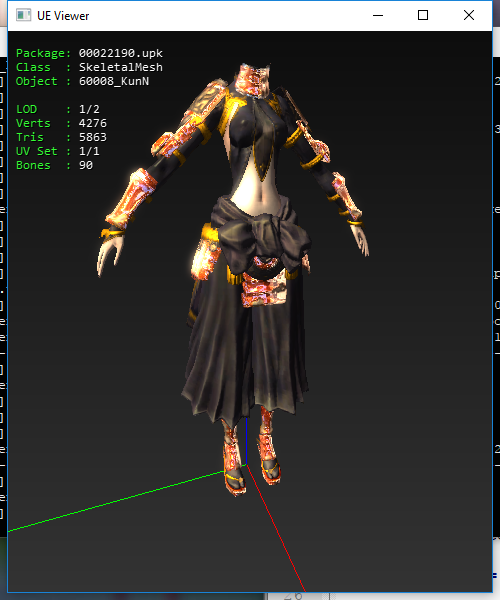 UE Viewer
Package: 00022190.upk
Class : SkeletalMesh
Object : 60008_KunN
LOD : 1/2
Verts : 4276
Tris : 5863
UV Set : 1/1
Bones : 90
26